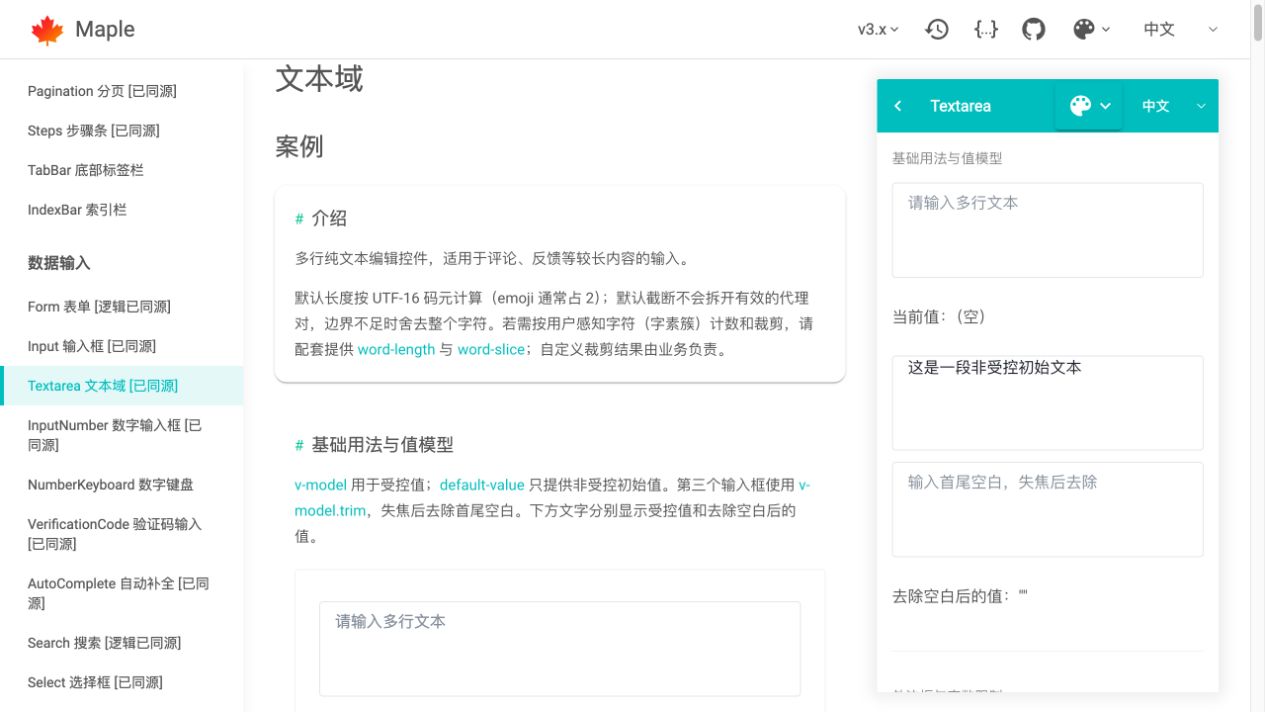 Maple
v3.x
中文
Pagination 分页 [已同源]
Steps 步骤条 [已同源]
TabBar 底部标签栏
IndexBar 索引栏
数据输入
Form 表单 [逻辑已同源]
Input 输入框 [已同源]
Textarea 文本域 [已同源]
InputNumber 数字输入框 [已
同源]
NumberKeyboard 数字键盘
VerificationCode 验证码输入
[已同源]
AutoComplete 自动补全 [已同
源]
Search 搜索 [逻辑已同源]
Select 选择框 [已同源]
文本域
案例
# 介绍
多行纯文本编辑控件，适用于评论、反馈等较长内容的输入。
默认长度按 UTF-16 码元计算（emoji 通常占 2）；默认截断不会拆开有效的代理
对，边界不足时舍去整个字符。若需按用户感知字符（字素簇）计数和裁剪，请
配套提供 word-length 与 word-slice；自定义裁剪结果由业务负责。
# 基础用法与值模型
v-model 用于受控值；default-value 只提供非受控初始值。第三个输入框使用 v-
model.trim，失焦后去除首尾空白。下方文字分别显示受控值和去除空白后的
值。
请输入多行文本
Textarea
中文
基础用法与值模型
请输入多行文本
当前值：（空）
这是一段非受控初始文本
输入首尾空白，失焦后去除
去除空白后的值：""